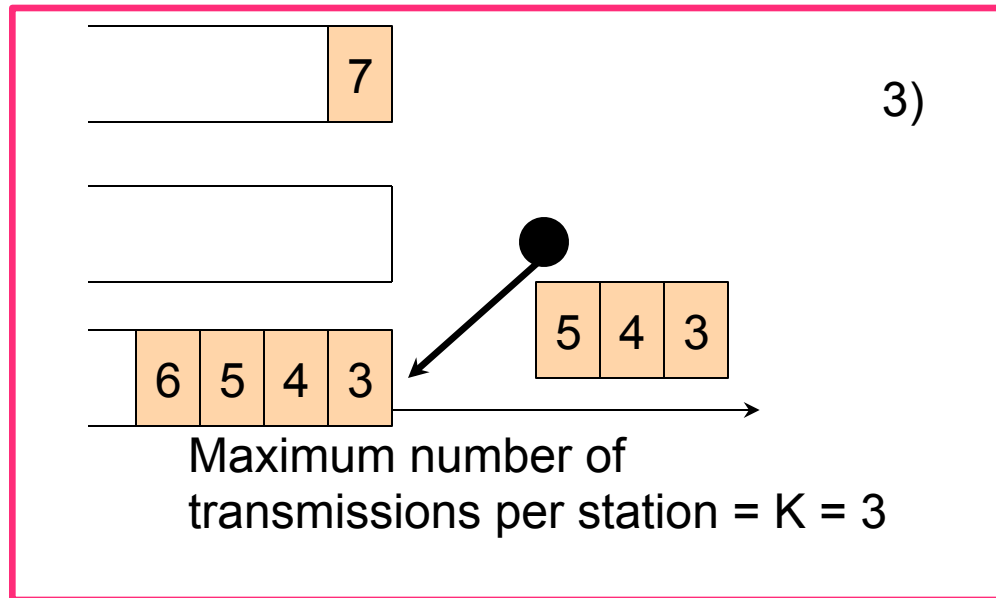 7
3)
5 4 3
6 5 4 3
Maximum number of
transmissions per station = K = 3